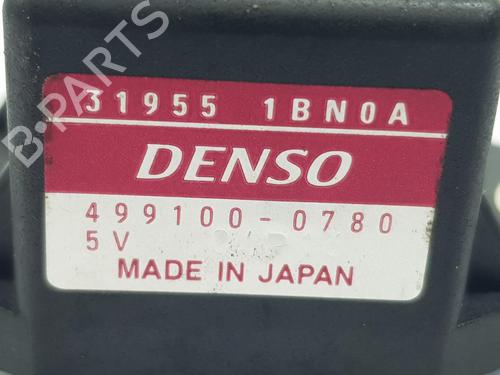 31955 1BN0A
DENSO
499100-0780
5V
MADE IN JAPAN
B-PARTS